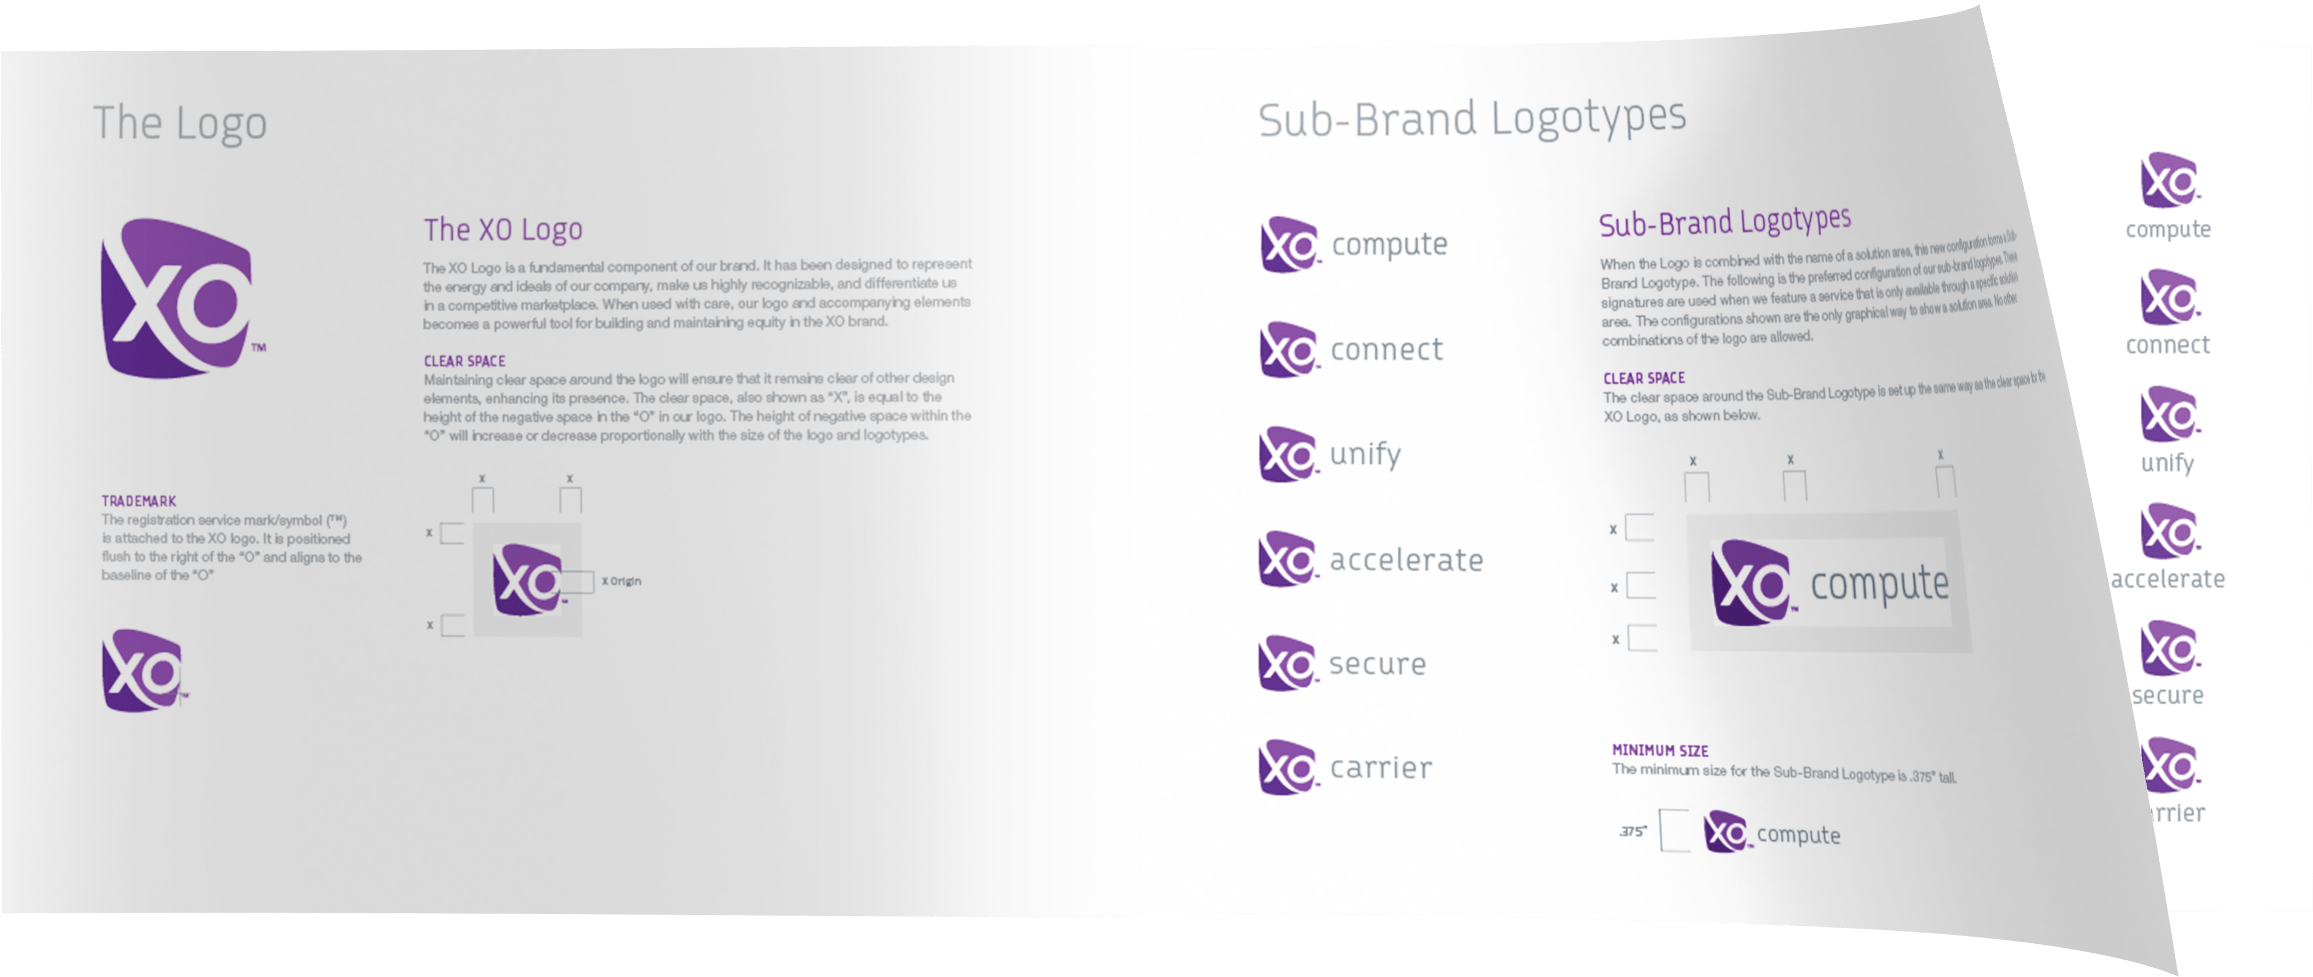 The Logo
XO™
The XO Logo
The XO Logo is a fundamental component of our brand. It has been designed to represent
the energy and ideals of our company, make us highly recognizable, and differentiate us
in a competitive marketplace. When used with care, our logo and accompanying elements
becomes a powerful tool for building and maintaining equity in the XO brand.
CLEAR SPACE
Maintaining clear space around the logo will ensure that it remains clear of other design
elements, enhancing its presence. The clear space, also shown as "X", is equal to the
height of the negative space in the "O" in our logo. The height of negative space within the
"O" will increase or decrease proportionally with the size of the logo and logotypes.
TRADEMARK
The registration service mark/symbol (™)
is attached to the XO logo. It is positioned
flush to the right of the "O" and aligns to the
baseline of the "O"
XO™
X
X
X
XO™
X Origin
X
Sub-Brand Logotypes
XO compute
XO connect
XO unify
XO accelerate
XO secure
XO carrier
Sub-Brand Logotypes
When the Logo is combined with the name of a solution area, this new configuration forms a Sub-
Brand Logotype. The following is the preferred configuration of our sub-brand logotypes. These
signatures are used when we feature a service that is only available through a specific solution
area. The configurations shown are the only graphical way to show a solution area. No other
combinations of the logo are allowed.
CLEAR SPACE
The clear space around the Sub-Brand Logotype is set up the same way as the clear space for the
XO Logo, as shown below.
X
X
X
X
X
X
XO™ compute
MINIMUM SIZE
The minimum size for the Sub-Brand Logotype is .375" tall.
.375"
XO™ compute
XO
compute
XO
connect
XO
unify
XO
accelerate
XO
secure
XO
rrier